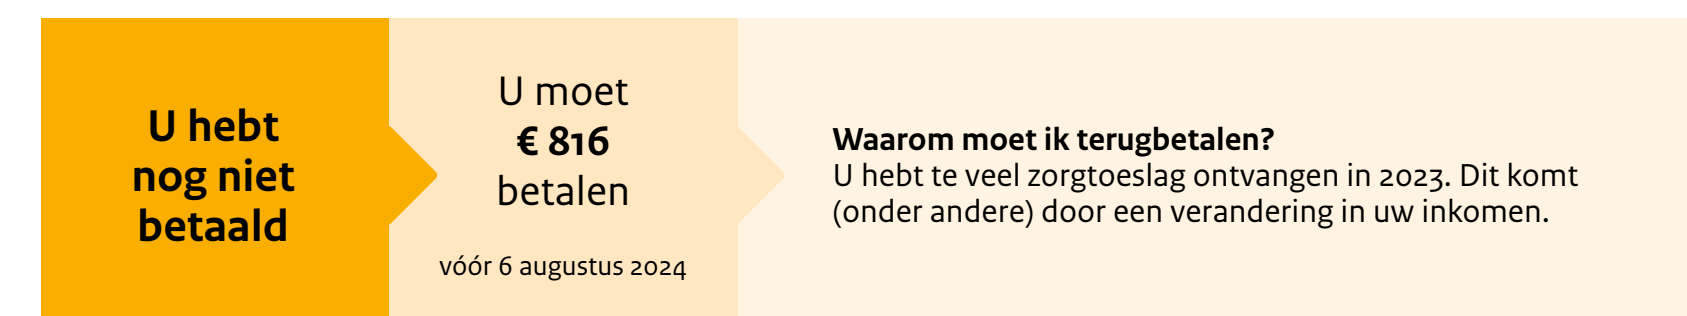 U hebt
nog niet
betaald
U moet
€ 816
betalen
vóór 6 augustus 2024
Waarom moet ik terugbetalen?
U hebt te veel zorgtoeslag ontvangen in 2023. Dit komt
(onder andere) door een verandering in uw inkomen.